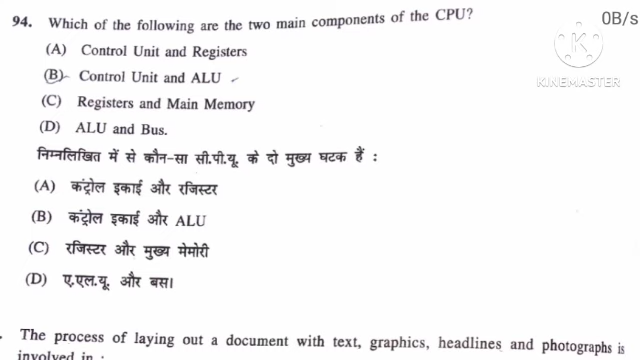 94. Which of the following are the two main components of the CPU?
0B/s
(A) Control Unit and Registers
K
KINEMASTER
(B) Control Unit and ALU
(C) Registers and Main Memory
(D) ALU and Bus.
निम्नलिखित में से कौन-सा सी.पी.यू. के दो मुख्य घटक हैं :
(A) कंट्रोल इकाई और रजिस्टर
(B) कंट्रोल इकाई और ALU
(C) रजिस्टर और मुख्य मेमोरी
(D) ए.एल.यू. और बस।
The process of laying out a document with text, graphics, headlines and photographs is
involved in :